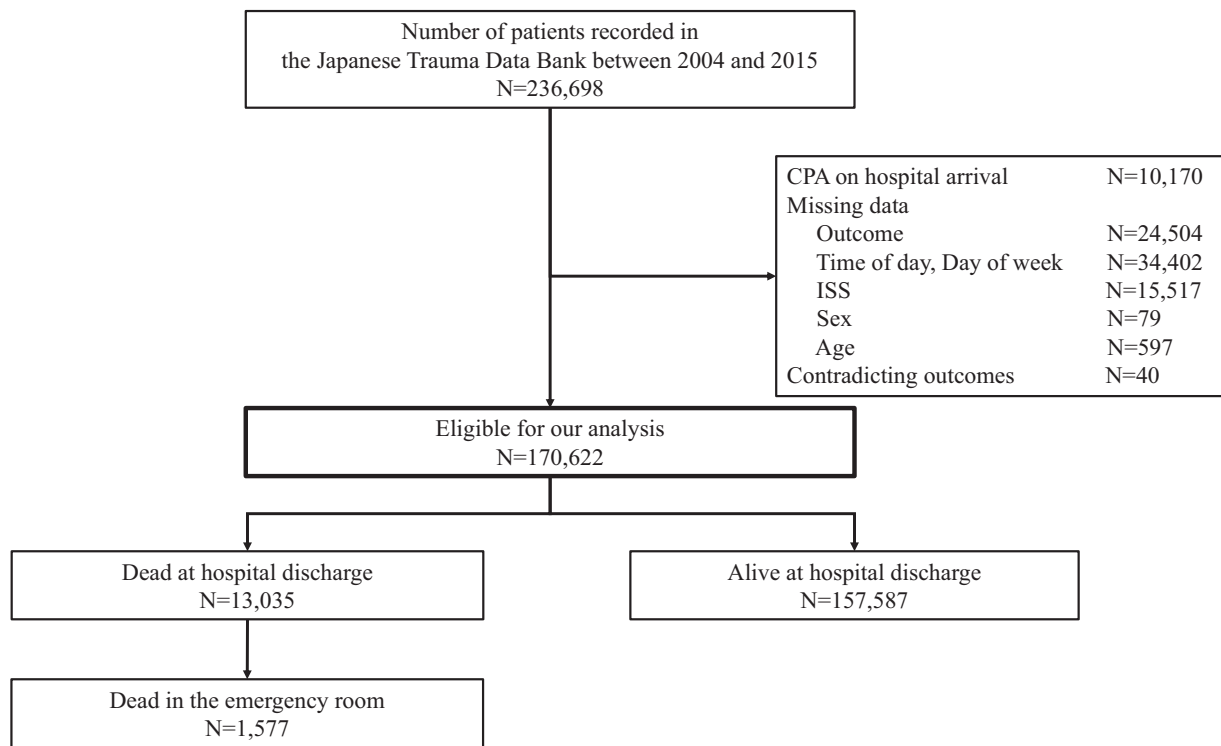 Number of patients recorded in
the Japanese Trauma Data Bank between 2004 and 2015
N=236,698
CPA on hospital arrival N=10,170
Missing data
Outcome N=24,504
Time of day, Day of week N=34,402
ISS N=15,517
Sex N=79
Age N=597
Contradicting outcomes N=40
Eligible for our analysis
N=170,622
Dead at hospital discharge
N=13,035
Alive at hospital discharge
N=157,587
Dead in the emergency room
N=1,577